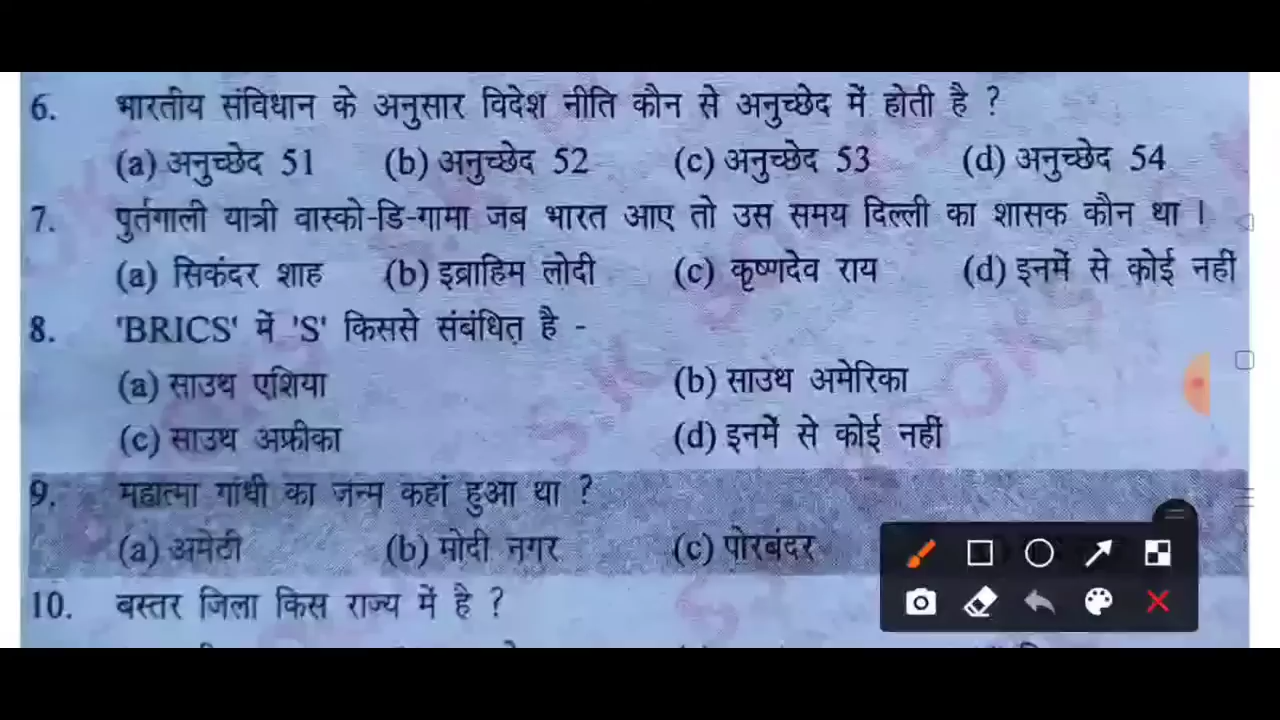 6. भारतीय संविधान के अनुसार विदेश नीति कौन से अनुच्छेद में होती है ?
(a) अनुच्छेद 51 (b) अनुच्छेद 52 (c) अनुच्छेद 53 (d) अनुच्छेद 54
7. पुर्तगाली यात्री वास्को-डि-गामा जब भारत आए तो उस समय दिल्ली का शासक कौन था ।
(a) सिकंदर शाह (b) इब्राहिम लोदी (c) कृष्णदेव राय (d) इनमें से कोई नहीं
8. 'BRICS' में 'S' किससे संबंधित है -
(a) साउथ एशिया (b) साउथ अमेरिका
(c) साउथ अफ्रीका (d) इनमें से कोई नहीं
9. महात्मा गांधी का जन्म कहां हुआ था ?
(a) अमेठी (b) मोदी नगर (c) पोरबंदर
10. बस्तर जिला किस राज्य में है ?